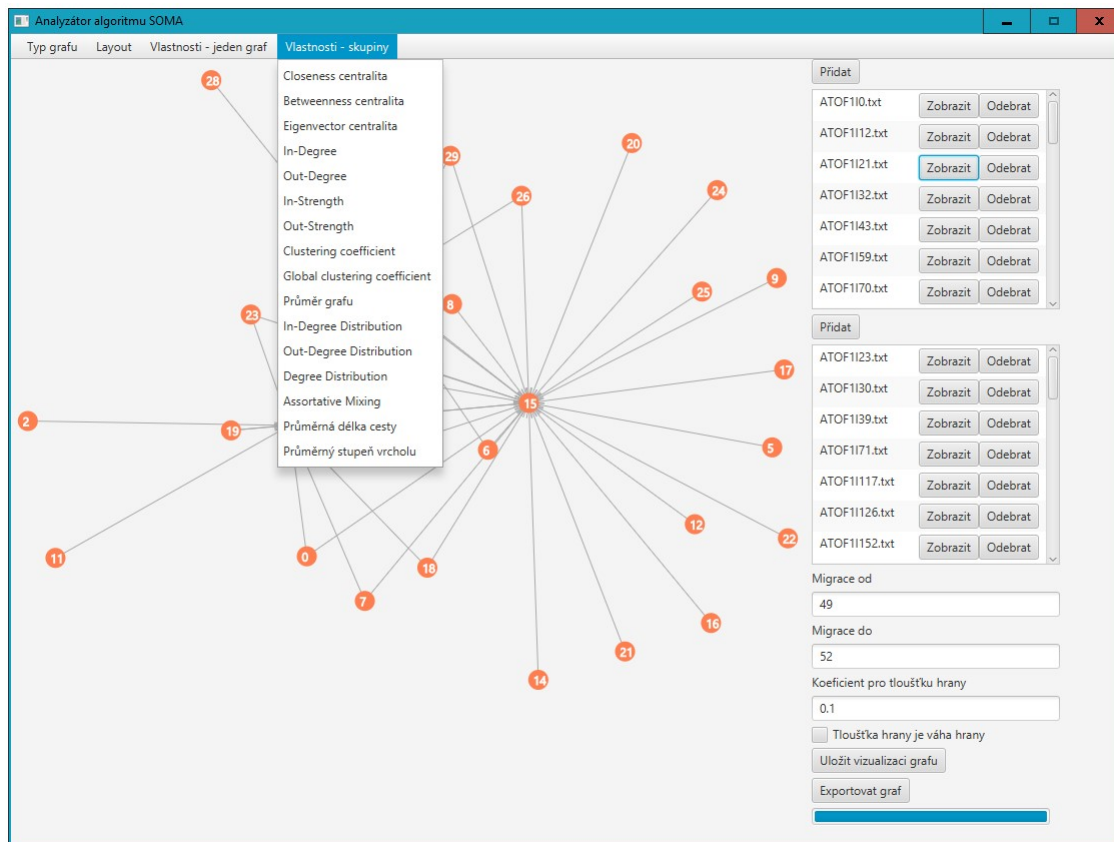 Analyzátor algoritmu SOMA
Typ grafu Layout Vlastnosti - jeden graf Vlastnosti - skupiny
Closeness centralita
Betweenness centralita
Eigenvector centralita
In-Degree
Out-Degree
In-Strength
Out-Strength
Clustering coefficient
Global clustering coefficient
Průměr grafu
In-Degree Distribution
Out-Degree Distribution
Degree Distribution
Assortative Mixing
Průměrná délka cesty
Průměrný stupeň vrcholu
28
29
20
26
24
9
25
23
8
17
2
19
15
6
5
12
22
11
0
18
7
16
21
14
Přidat
ATOF1I0.txt Zobrazit Odebrat
ATOF1I12.txt Zobrazit Odebrat
ATOF1I21.txt Zobrazit Odebrat
ATOF1I32.txt Zobrazit Odebrat
ATOF1I43.txt Zobrazit Odebrat
ATOF1I59.txt Zobrazit Odebrat
ATOF1I70.txt Zobrazit Odebrat
Přidat
ATOF1I23.txt Zobrazit Odebrat
ATOF1I30.txt Zobrazit Odebrat
ATOF1I39.txt Zobrazit Odebrat
ATOF1I71.txt Zobrazit Odebrat
ATOF1I117.txt Zobrazit Odebrat
ATOF1I126.txt Zobrazit Odebrat
ATOF1I152.txt Zobrazit Odebrat
Migrace od
49
Migrace do
52
Koeficient pro tloušťku hrany
0.1
Tloušťka hrany je váha hrany
Uložit vizualizaci grafu
Exportovat graf